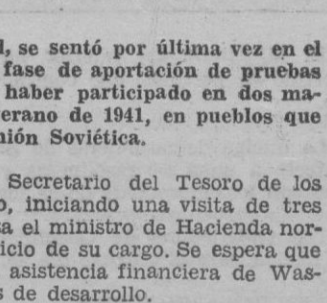 l, se sentó por última vez en el
fase de aportación de pruebas
haber participado en dos ma-
erano de 1941, en pueblos que
nión Soviética.
Secretario del Tesoro de los
o, iniciando una visita de tres
a el ministro de Hacienda nor-
icio de su cargo. Se espera que
asistencia financiera de Was-
s de desarrollo.